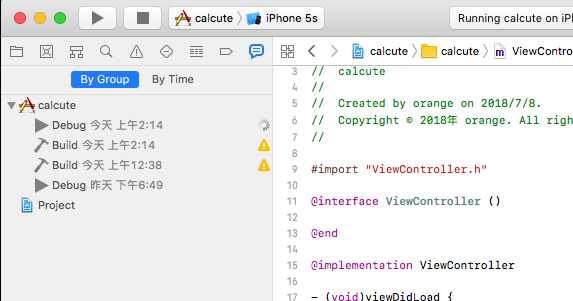 calcute iPhone 5s Running calcute on iP
calcute calcute ViewContro
By Group By Time
calcute
Debug 今天 上午2:14
Build 今天 上午2:14
Build 今天 上午12:38
Debug 昨天 下午6:49
Project
3 // calcute
4 //
5 // Created by orange on 2018/7/8.
6 // Copyright © 2018年 orange. All righ
7 //
8
9 #import "ViewController.h"
10
11 @interface ViewController ()
12
13 @end
14
15 @implementation ViewController
16
17 - (void)viewDidLoad {